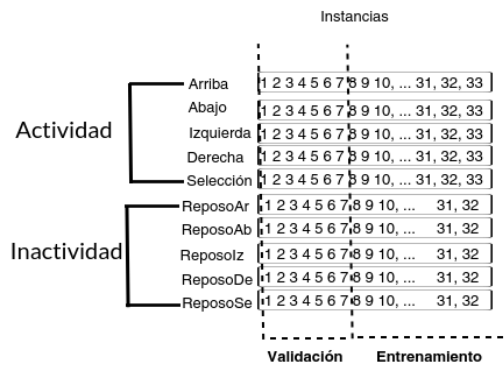 Instancias
Arriba 1 2 3 4 5 6 7 8 9 10, ... 31, 32, 33
Abajo 1 2 3 4 5 6 7 8 9 10, ... 31, 32, 33
Actividad
Izquierda 1 2 3 4 5 6 7 8 9 10, ... 31, 32, 33
Derecha 1 2 3 4 5 6 7 8 9 10, ... 31, 32, 33
Selección 1 2 3 4 5 6 7 8 9 10, ... 31, 32, 33
ReposoAr 1 2 3 4 5 6 7 8 9 10, ... 31, 32
ReposoAb 1 2 3 4 5 6 7 8 9 10, ... 31, 32
Inactividad
ReposoIz 1 2 3 4 5 6 7 8 9 10, ... 31, 32
ReposoDe 1 2 3 4 5 6 7 8 9 10, ... 31, 32
ReposoSe 1 2 3 4 5 6 7 8 9 10, ... 31, 32
Validación Entrenamiento